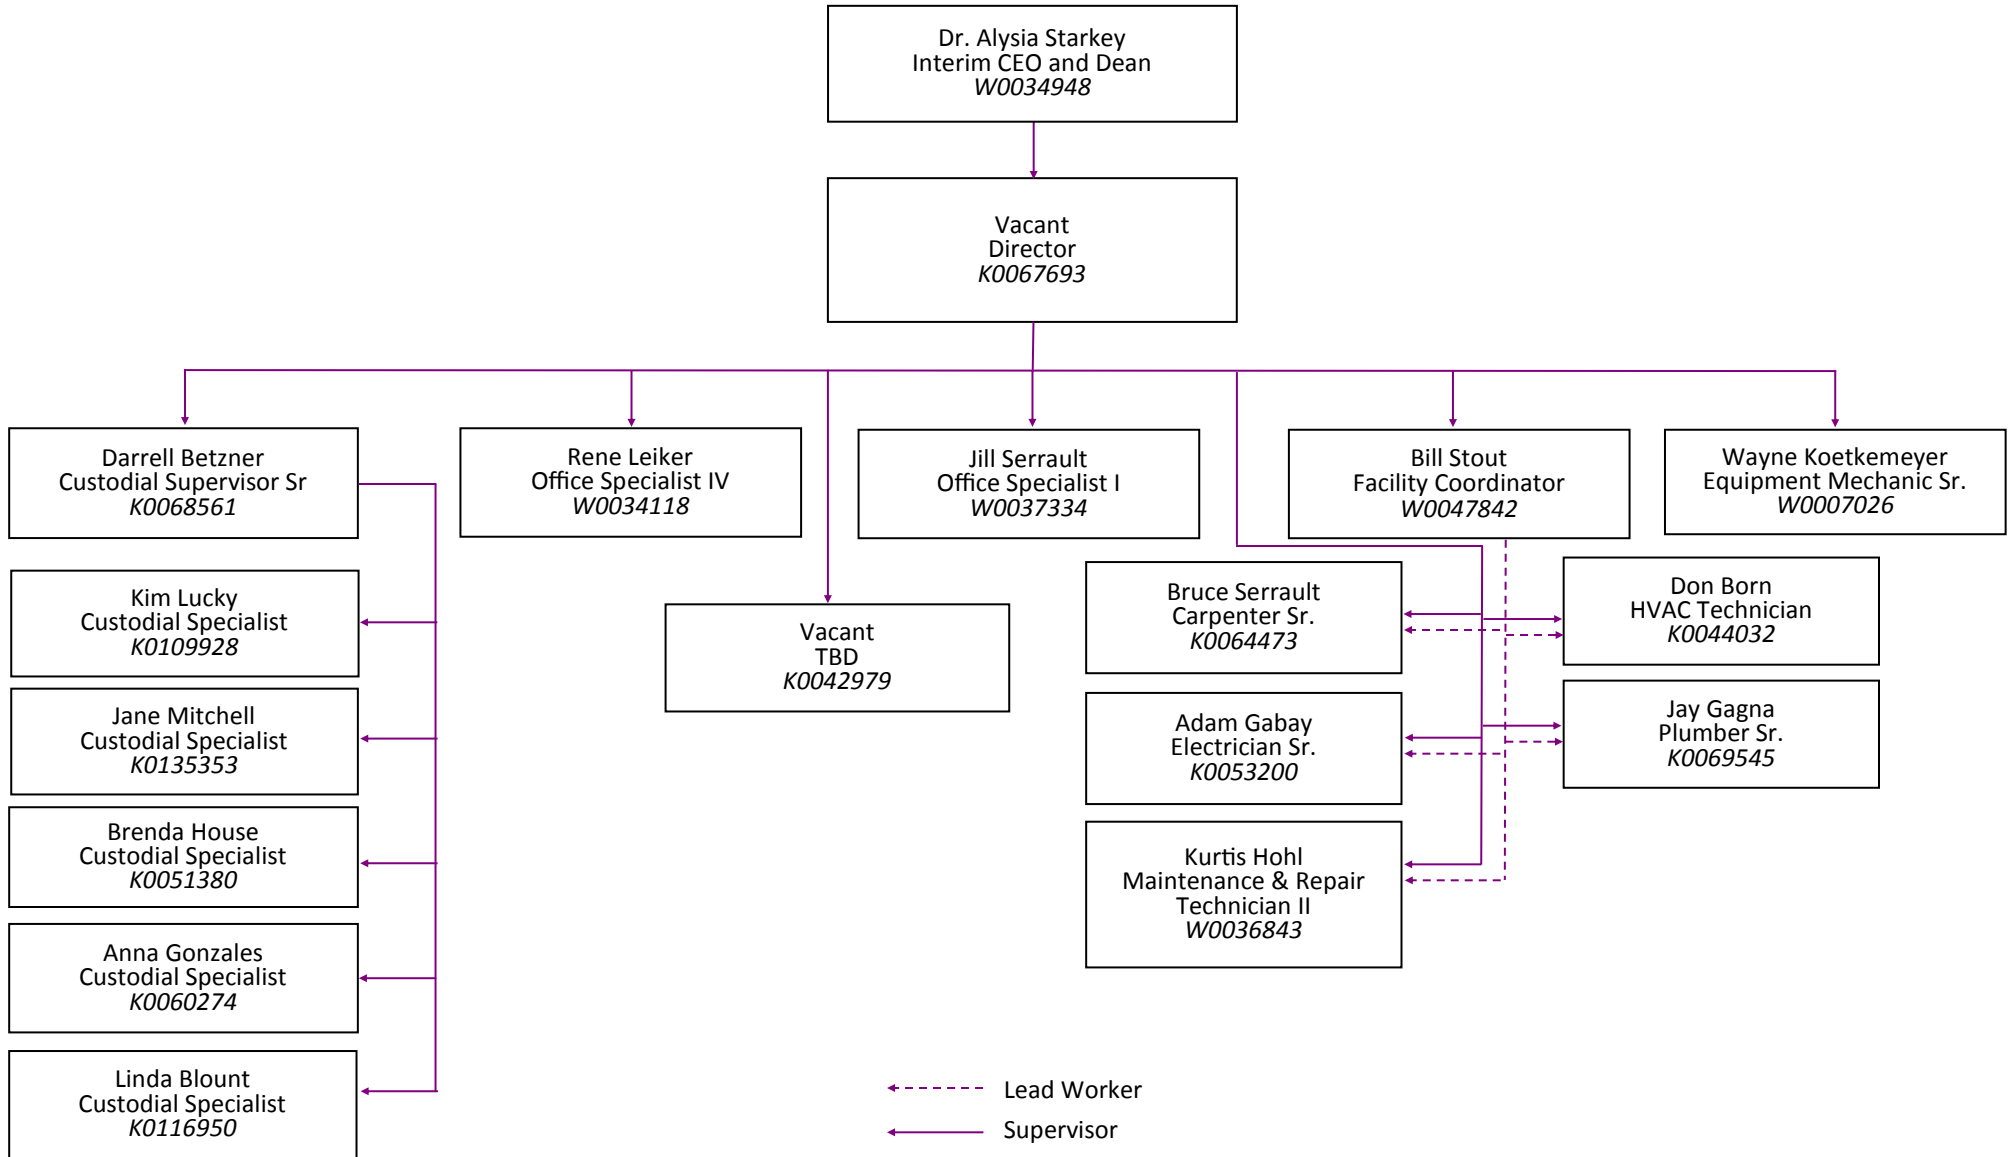 Dr. Alysia Starkey
Interim CEO and Dean
W0034948
Vacant
Director
K0067693
Darrell Betzner
Custodial Supervisor Sr
K0068561
Rene Leiker
Office Specialist IV
W0034118
Jill Serrault
Office Specialist I
W0037334
Bill Stout
Facility Coordinator
W0047842
Wayne Koetkemeyer
Equipment Mechanic Sr.
W0007026
Kim Lucky
Custodial Specialist
K0109928
Jane Mitchell
Custodial Specialist
K0135353
Brenda House
Custodial Specialist
K0051380
Anna Gonzales
Custodial Specialist
K0060274
Linda Blount
Custodial Specialist
K0116950
Vacant
TBD
K0042979
Bruce Serrault
Carpenter Sr.
K0064473
Adam Gabay
Electrician Sr.
K0053200
Kurtis Hohl
Maintenance & Repair
Technician II
W0036843
Don Born
HVAC Technician
K0044032
Jay Gagna
Plumber Sr.
K0069545
Lead Worker
Supervisor